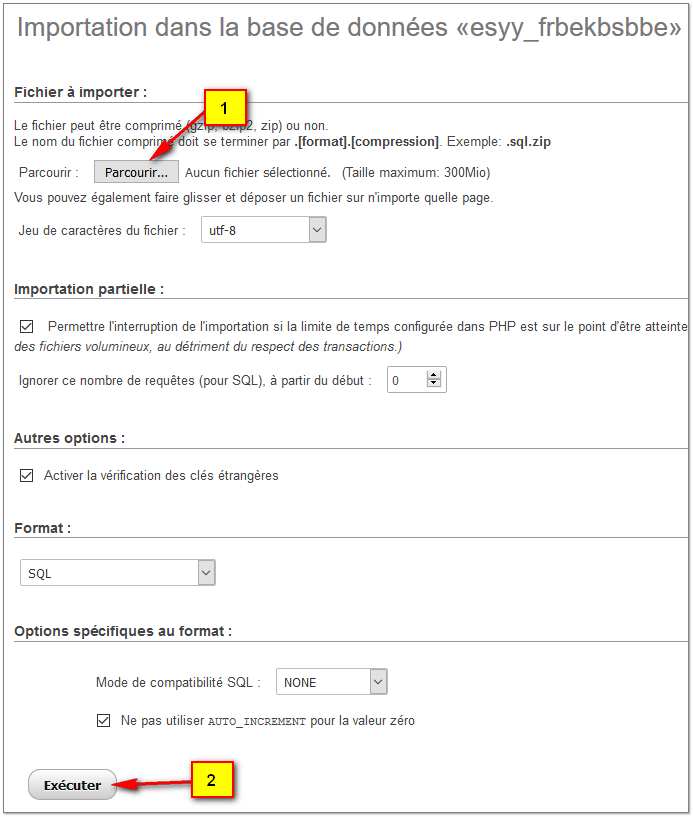 Importation dans la base de données «esyy_frbekbsbbe»
Fichier à importer :
1
Le fichier peut être comprimé (gzip, bzip2, zip) ou non.
Le nom du fichier comprimé doit se terminer par .[format].[compression]. Exemple: .sql.zip
Parcourir : Parcourir... Aucun fichier sélectionné. (Taille maximum: 300Mio)
Vous pouvez également faire glisser et déposer un fichier sur n'importe quelle page.
Jeu de caractères du fichier : utf-8
Importation partielle :
Permettre l'interruption de l'importation si la limite de temps configurée dans PHP est sur le point d'être atteinte
des fichiers volumineux, au détriment du respect des transactions.)
Ignorer ce nombre de requêtes (pour SQL), à partir du début : 0
Autres options :
Activer la vérification des clés étrangères
Format :
SQL
Options spécifiques au format :
Mode de compatibilité SQL : NONE
Ne pas utiliser AUTO_INCREMENT pour la valeur zéro
Exécuter 2